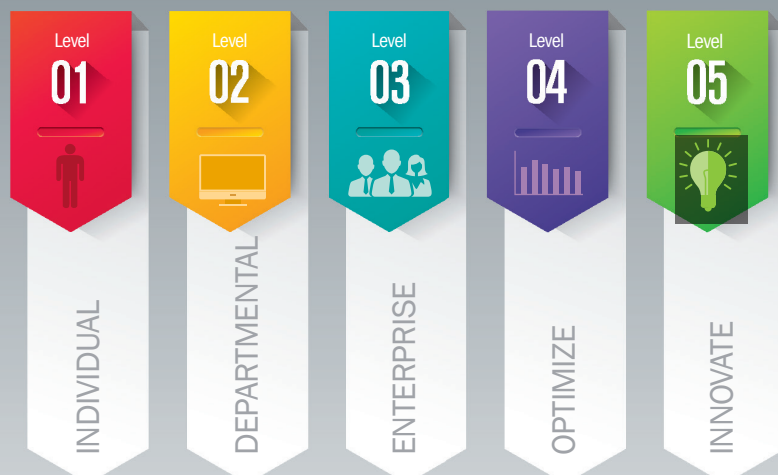 Level
01
INDIVIDUAL
Level
02
DEPARTMENTAL
Level
03
ENTERPRISE
Level
04
OPTIMIZE
Level
05
INNOVATE